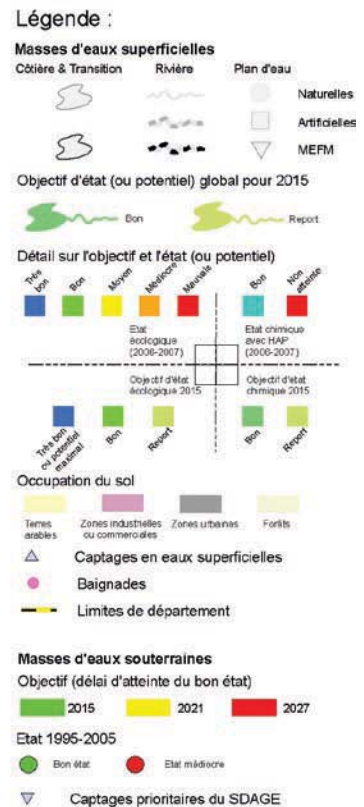 Légende :
Masses d'eaux superficielles
Côtière & Transition Rivière Plan d'eau
Naturelles
Artificielles
MEFM
Objectif d'état (ou potentiel) global pour 2015
Bon Report
Détail sur l'objectif et l'état (ou potentiel)
Très bon Bon Moyen Médiocre Mauvais Bon Non atteinte
Etat écologique (2006-2007) Etat chimique avec HAP (2006-2007)
Objectif d'état écologique 2015 Objectif d'état chimique 2015
Très bon ou potentiel maximal Bon Report Bon Report
Occupation du sol
Terres arables Zones industrielles ou commerciales Zones urbaines Forêts
Captages en eaux superficielles
Baignades
Limites de département
Masses d'eaux souterraines
Objectif (délai d'atteinte du bon état)
2015 2021 2027
Etat 1995-2005
Bon état Etat médiocre
Captages prioritaires du SDAGE